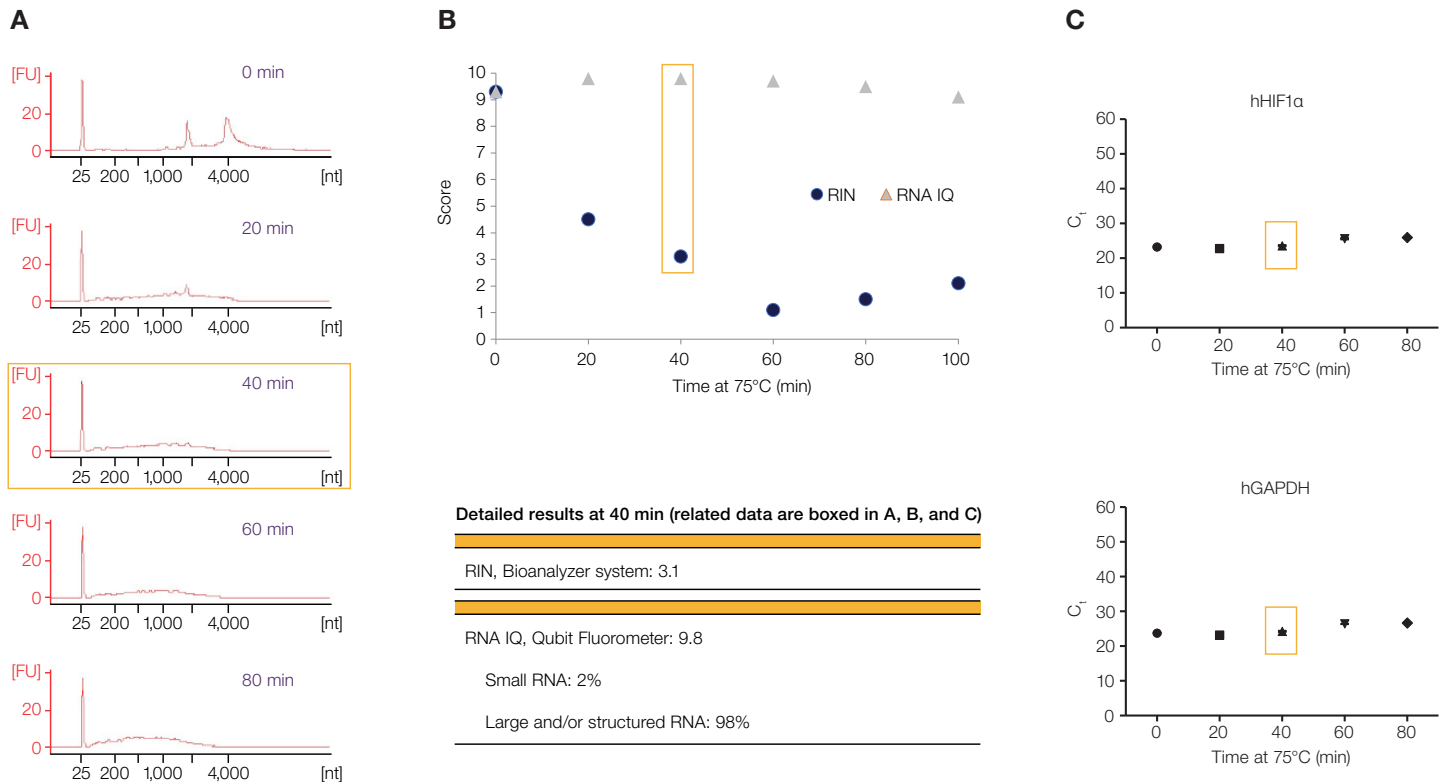 A
[FU]
20
0
0 min
25 200 1,000 4,000 [nt]
[FU]
20
0
20 min
25 200 1,000 4,000 [nt]
[FU]
20
0
40 min
25 200 1,000 4,000 [nt]
[FU]
20
0
60 min
25 200 1,000 4,000 [nt]
[FU]
20
0
80 min
25 200 1,000 4,000 [nt]
B
Score
10
9
8
7
6
5
4
3
2
1
0
RIN RNA IQ
0 20 40 60 80 100
Time at 75°C (min)
Detailed results at 40 min (related data are boxed in A, B, and C)
RIN, Bioanalyzer system: 3.1
RNA IQ, Qubit Fluorometer: 9.8
Small RNA: 2%
Large and/or structured RNA: 98%
C
hHIF1α
Ct
60
50
40
30
20
10
0
0 20 40 60 80
Time at 75°C (min)
hGAPDH
Ct
60
50
40
30
20
10
0
0 20 40 60 80
Time at 75°C (min)